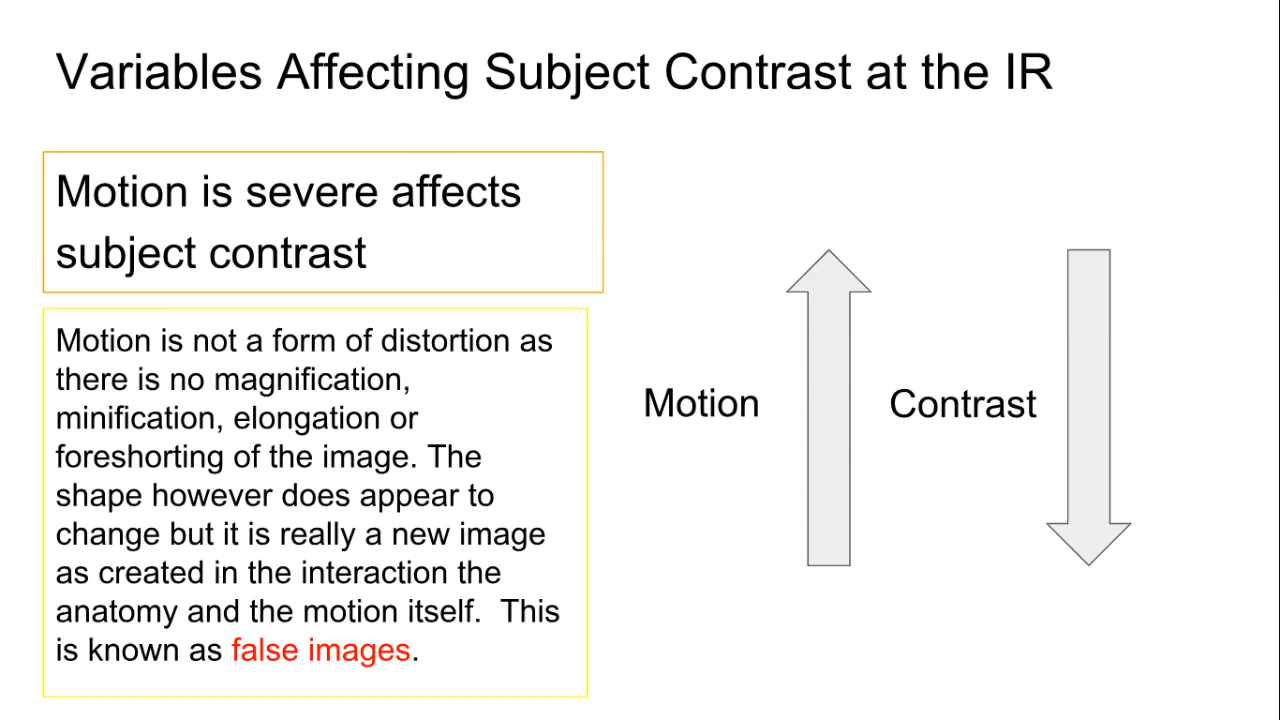 Variables Affecting Subject Contrast at the IR
Motion is severe affects
subject contrast
Motion is not a form of distortion as
there is no magnification,
minification, elongation or
foreshorting of the image. The
shape however does appear to
change but it is really a new image
as created in the interaction the
anatomy and the motion itself.  This
is known as false images.
Motion
Contrast